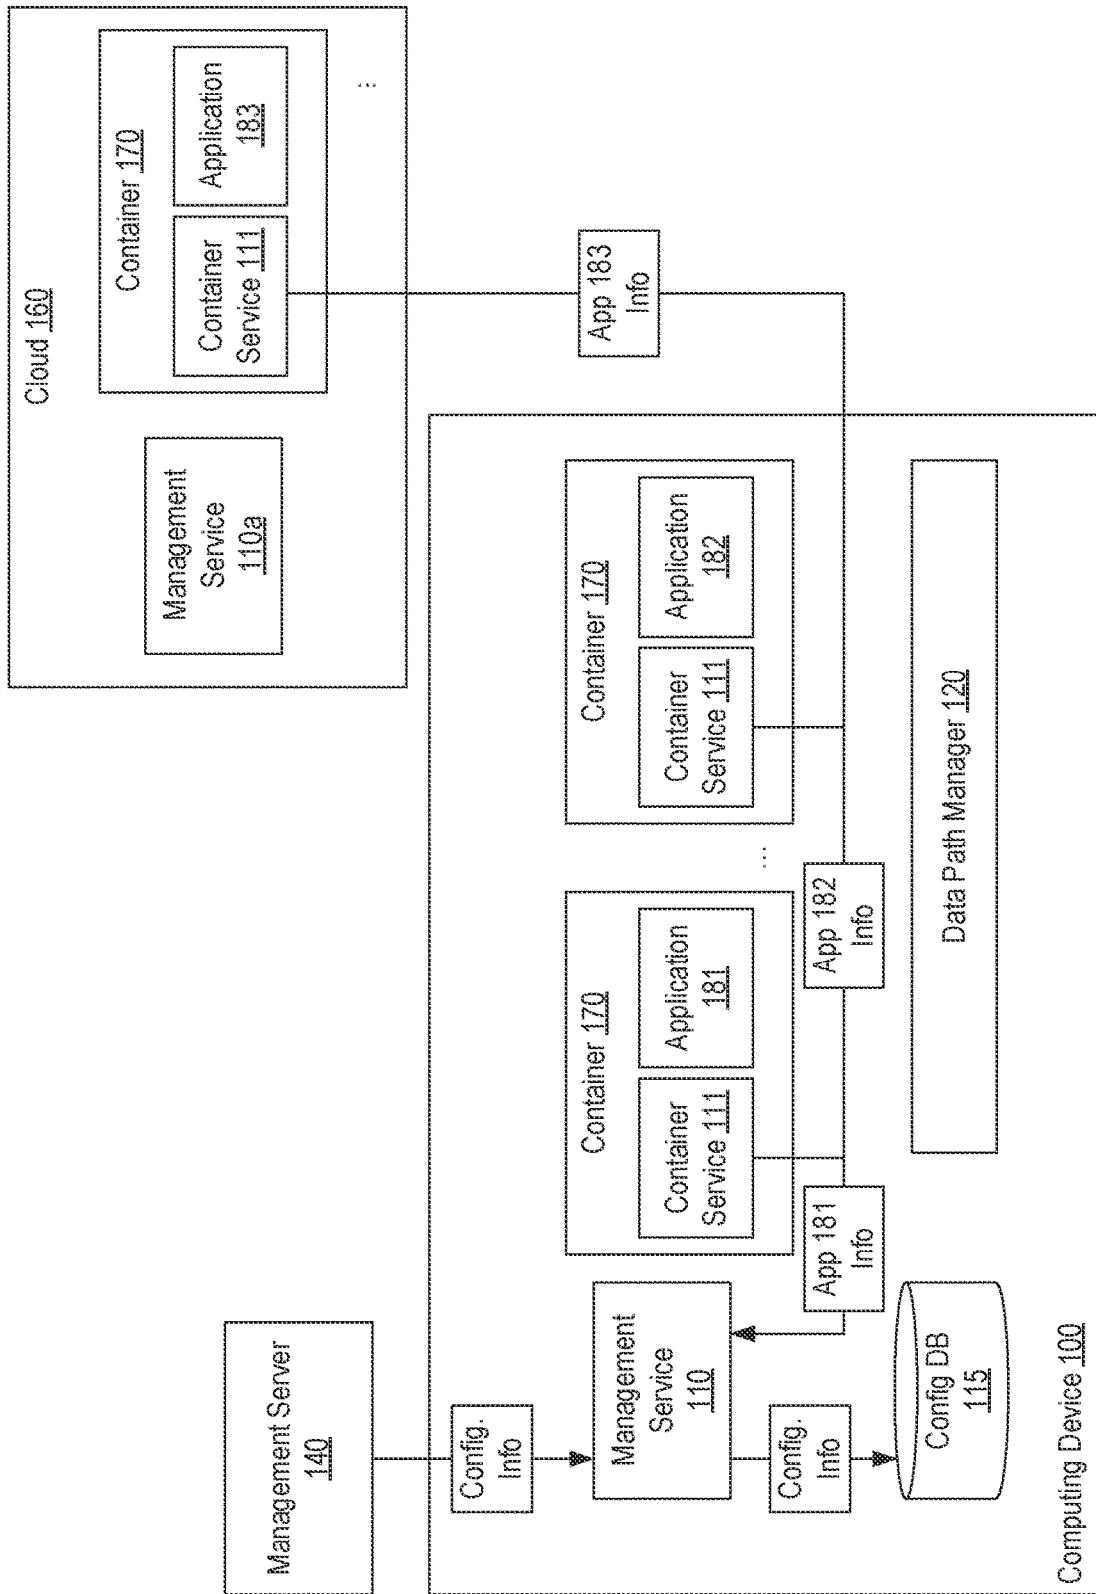 Management Server
140
Cloud 160
Management
Service
110a
Container 170
Container
Service 111
Application
183
...
Config.
Info
App 183
Info
Management
Service
110
Container 170
Container
Service 111
Application
181
...
Container 170
Container
Service 111
Application
182
Config.
Info
App 181
Info
App 182
Info
Config DB
115
Data Path Manager 120
Computing Device 100